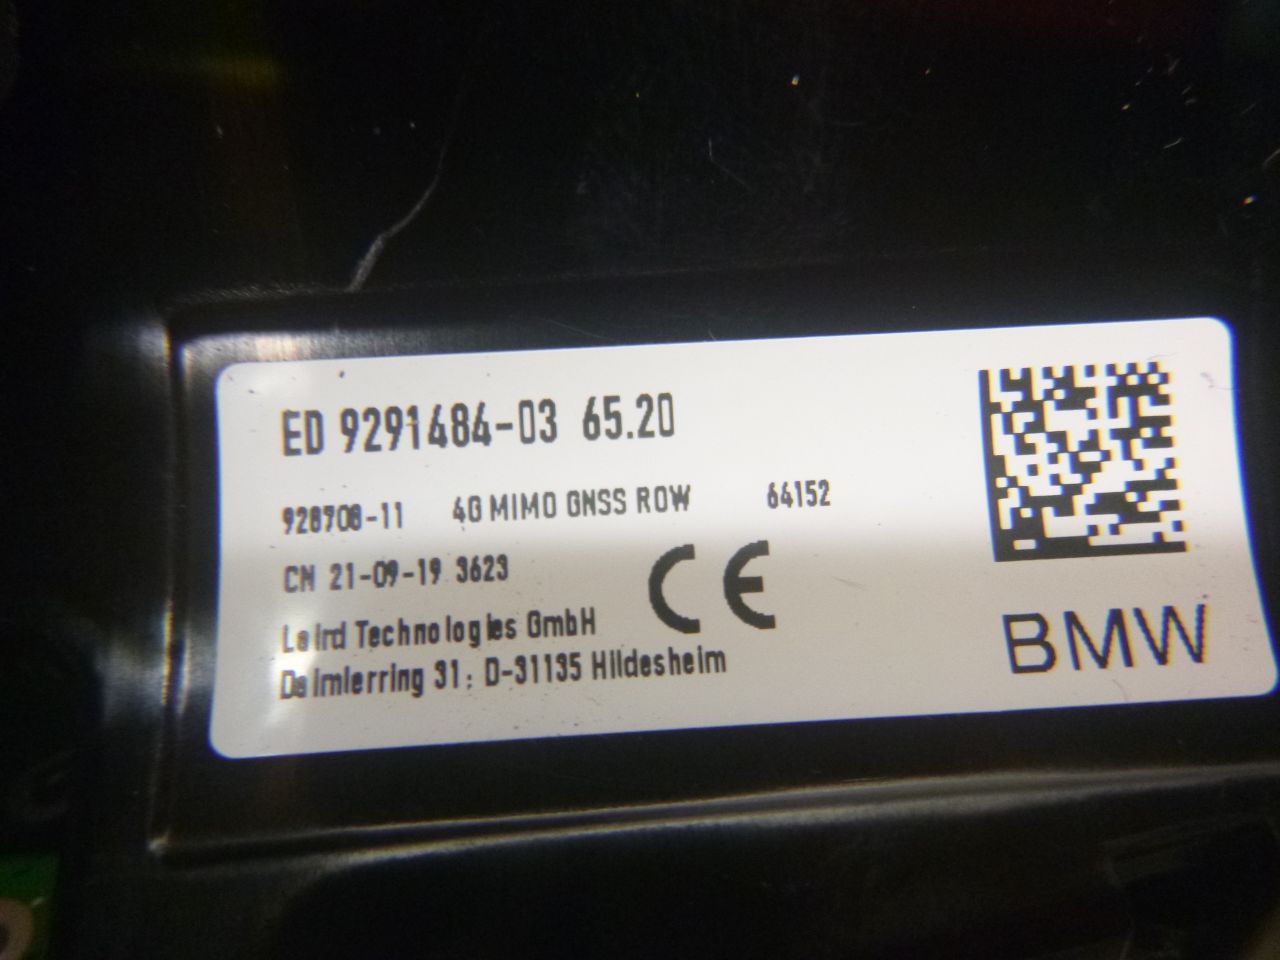 ED 9291484-03 65.20
928708-11 4G MIMO GNSS ROW 64152
CN 21-09-19 3623
CE
Laird Technologies GmbH
Daimlerring 31; D-31135 Hildesheim
BMW